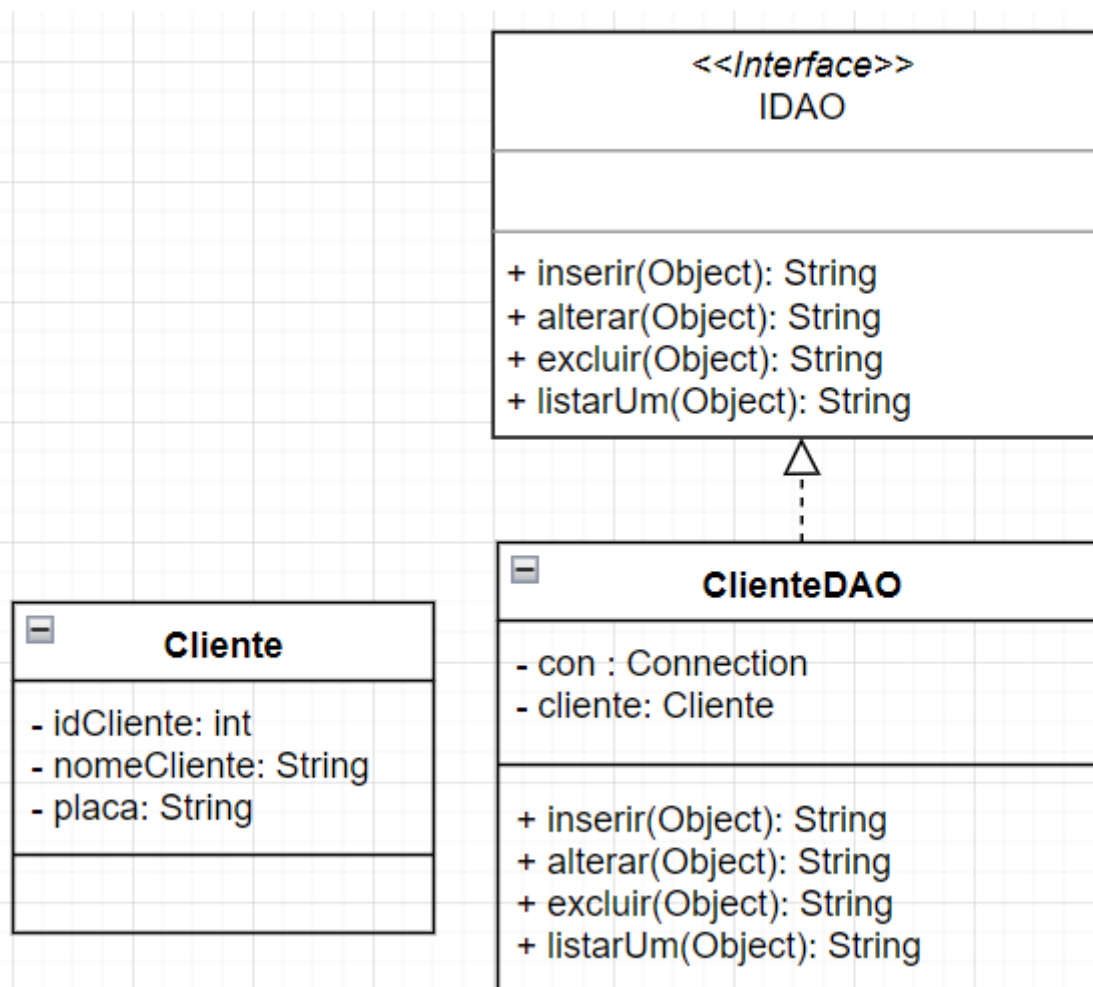 <<Interface>>
IDAO
+ inserir(Object): String
+ alterar(Object): String
+ excluir(Object): String
+ listarUm(Object): String
Cliente
- idCliente: int
- nomeCliente: String
- placa: String
ClienteDAO
- con : Connection
- cliente: Cliente
+ inserir(Object): String
+ alterar(Object): String
+ excluir(Object): String
+ listarUm(Object): String